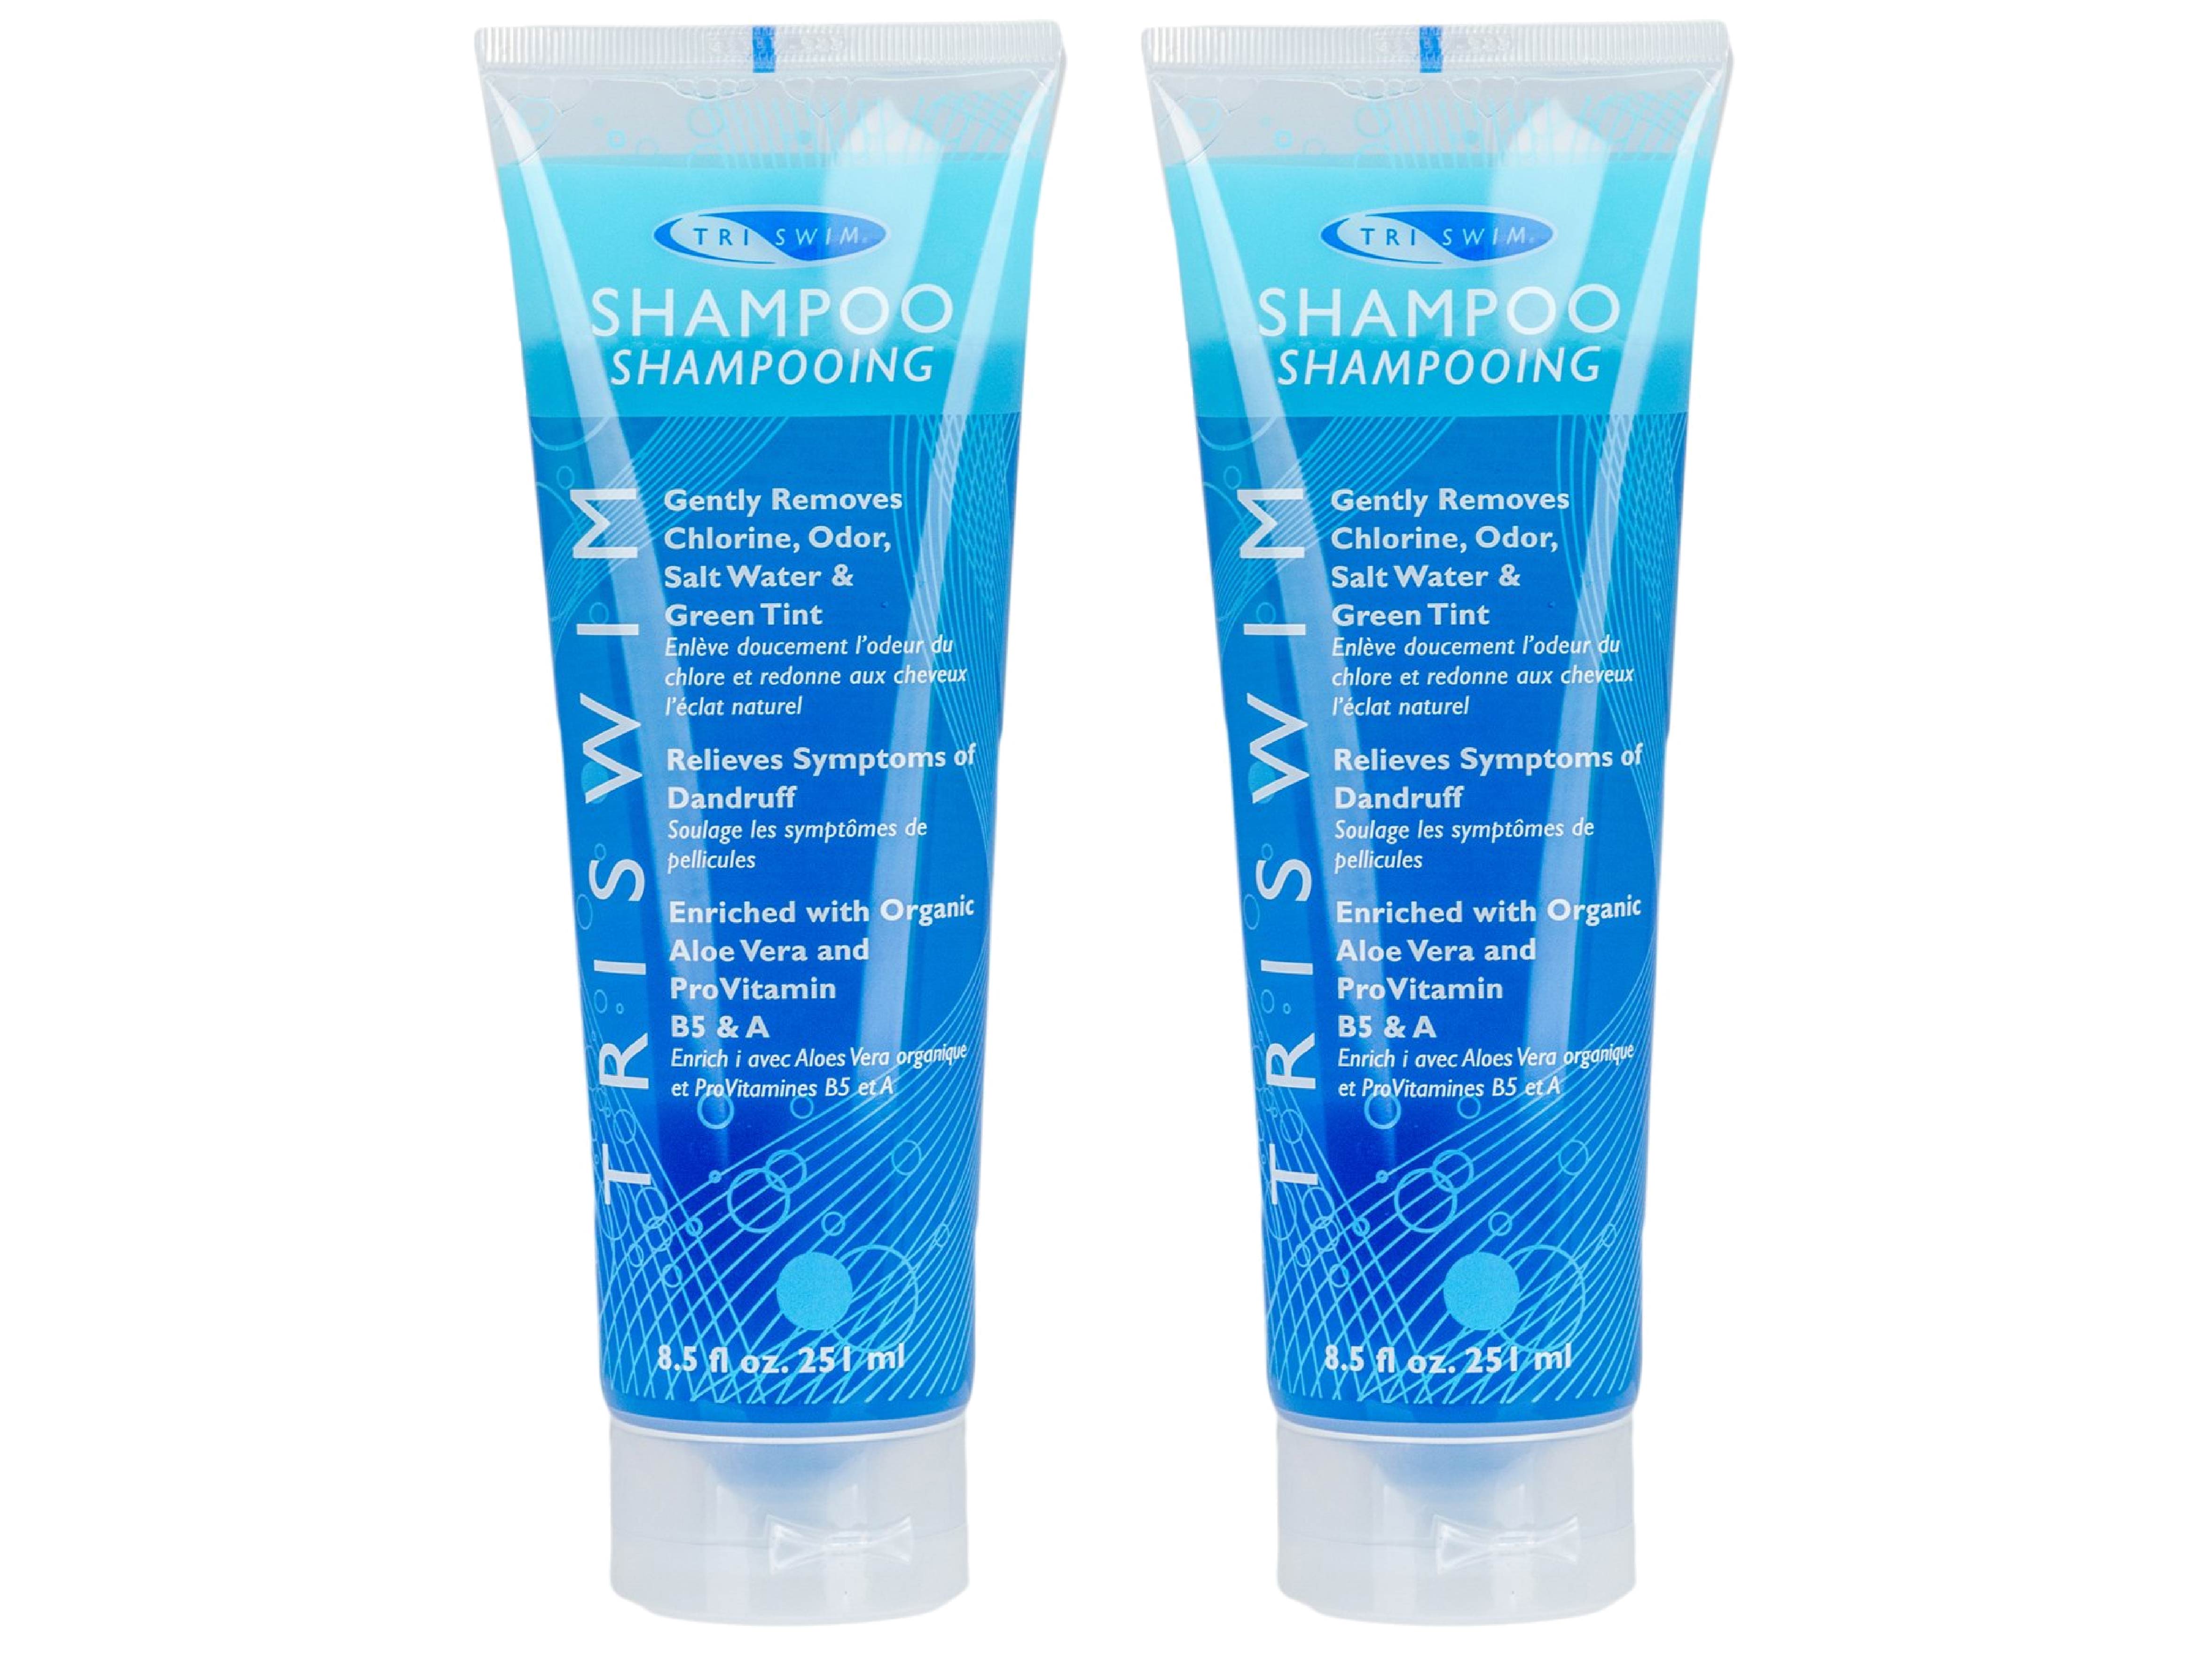 TRISWIM
SHAMPOO
SHAMPOOING
TRISWIM
Gently Removes
Chlorine, Odor,
Salt Water &
Green Tint
Enlève doucement l'odeur du
chlore et redonne aux cheveux
l'éclat naturel
Relieves Symptoms of
Dandruff
Soulage les symptômes de
pellicules
Enriched with Organic
Aloe Vera and
ProVitamin
B5 & A
Enrich i avec Aloes Vera organique
et ProVitamines B5 et A
8.5 fl oz. 251 ml
TRISWIM
SHAMPOO
SHAMPOOING
TRISWIM
Gently Removes
Chlorine, Odor,
Salt Water &
Green Tint
Enlève doucement l'odeur du
chlore et redonne aux cheveux
l'éclat naturel
Relieves Symptoms of
Dandruff
Soulage les symptômes de
pellicules
Enriched with Organic
Aloe Vera and
ProVitamin
B5 & A
Enrich i avec Aloes Vera organique
et ProVitamines B5 et A
8.5 fl oz. 251 ml